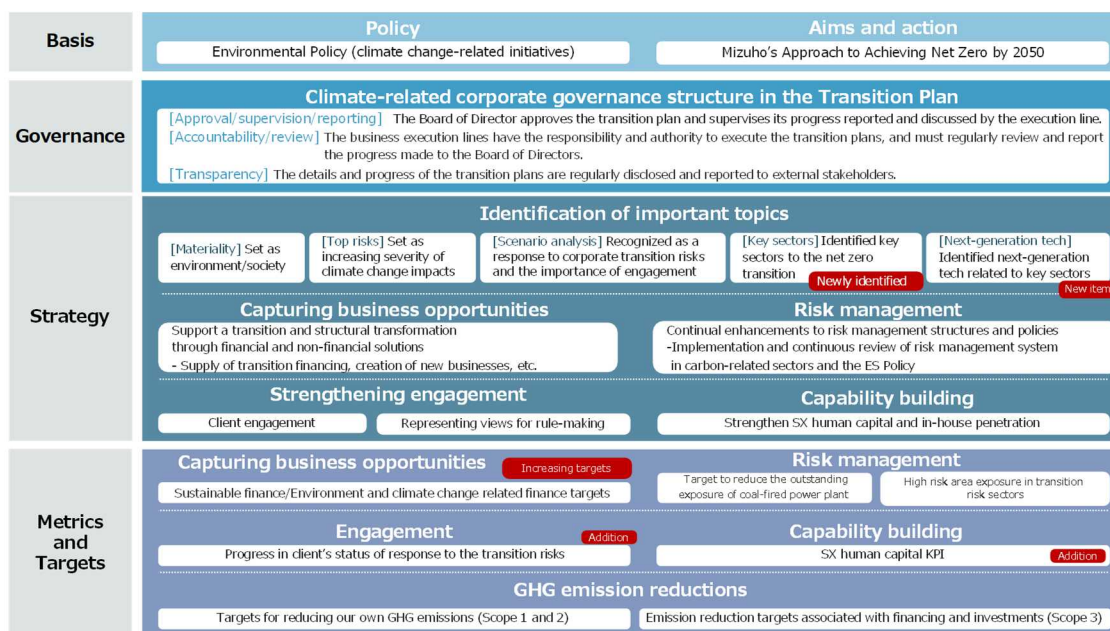 Basis
Policy
Environmental Policy (climate change-related initiatives)
Aims and action
Mizuho's Approach to Achieving Net Zero by 2050
Governance
Climate-related corporate governance structure in the Transition Plan
[Approval/supervision/reporting] The Board of Director approves the transition plan and supervises its progress reported and discussed by the execution line.
[Accountability/review] The business execution lines have the responsibility and authority to execute the transition plans, and must regularly review and report
the progress made to the Board of Directors.
[Transparency] The details and progress of the transition plans are regularly disclosed and reported to external stakeholders.
Strategy
Identification of important topics
[Materiality] Set as
environment/society
[Top risks] Set as
increasing severity of
climate change impacts
[Scenario analysis] Recognized as a
response to corporate transition risks
and the importance of engagement
[Key sectors] Identified key
sectors to the net zero
transition
Newly identified
[Next-generation tech]
Identified next-generation
tech related to key sectors
New item
Capturing business opportunities
Support a transition and structural transformation
through financial and non-financial solutions
- Supply of transition financing, creation of new businesses, etc.
Risk management
Continual enhancements to risk management structures and policies
-Implementation and continuous review of risk management system
in carbon-related sectors and the ES Policy
Strengthening engagement
Client engagement
Representing views for rule-making
Capability building
Strengthen SX human capital and in-house penetration
Metrics
and
Targets
Capturing business opportunities
Increasing targets
Sustainable finance/Environment and climate change related finance targets
Risk management
Target to reduce the outstanding
exposure of coal-fired power plant
High risk area exposure in transition
risk sectors
Engagement
Addition
Progress in client's status of response to the transition risks
Capability building
SX human capital KPI
Addition
GHG emission reductions
Targets for reducing our own GHG emissions (Scope 1 and 2)
Emission reduction targets associated with financing and investments (Scope 3)